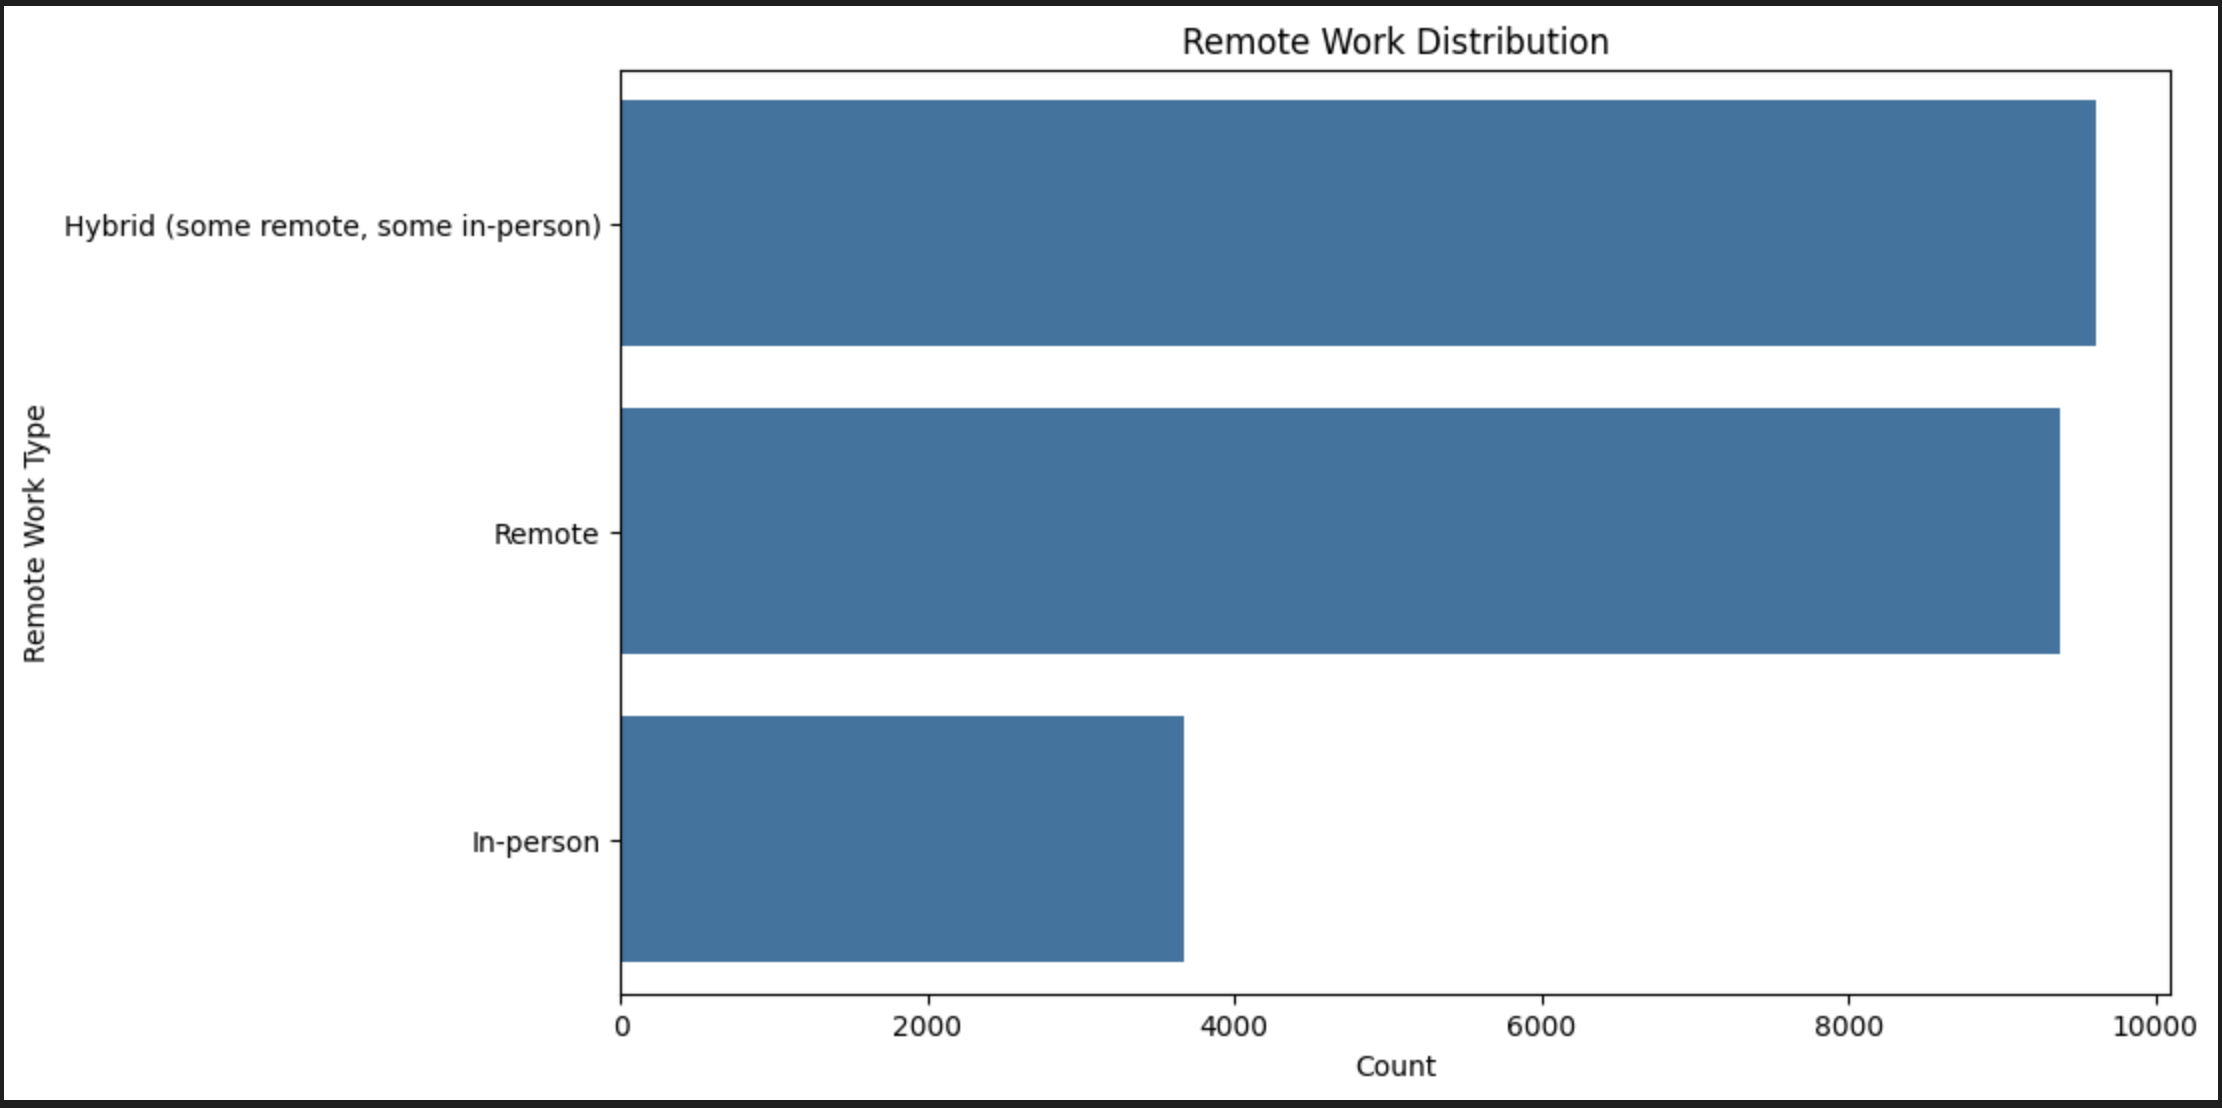 Remote Work Distribution
Hybrid (some remote, some in-person)
Remote
In-person
Remote Work Type
0 2000 4000 6000 8000 10000
Count